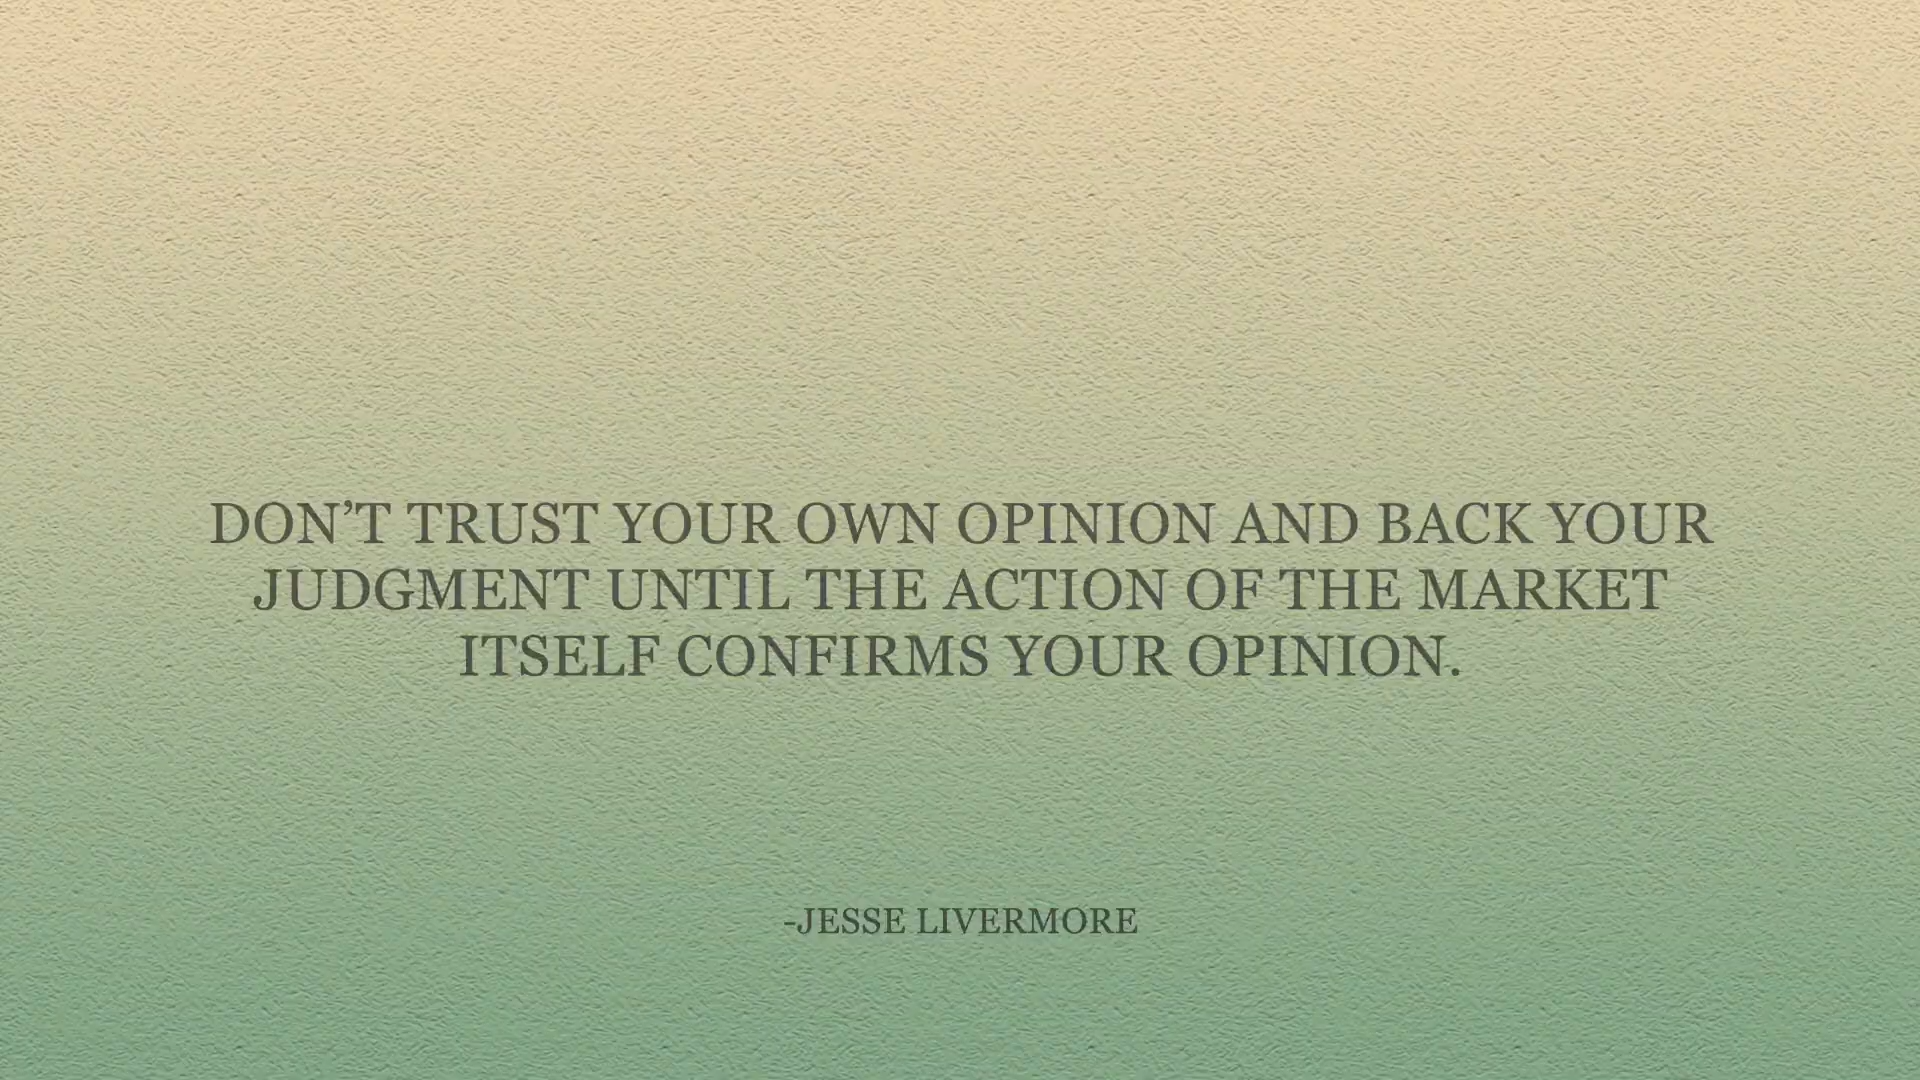 DON’T TRUST YOUR OWN OPINION AND BACK YOUR
JUDGMENT UNTIL THE ACTION OF THE MARKET
ITSELF CONFIRMS YOUR OPINION.
-JESSE LIVERMORE